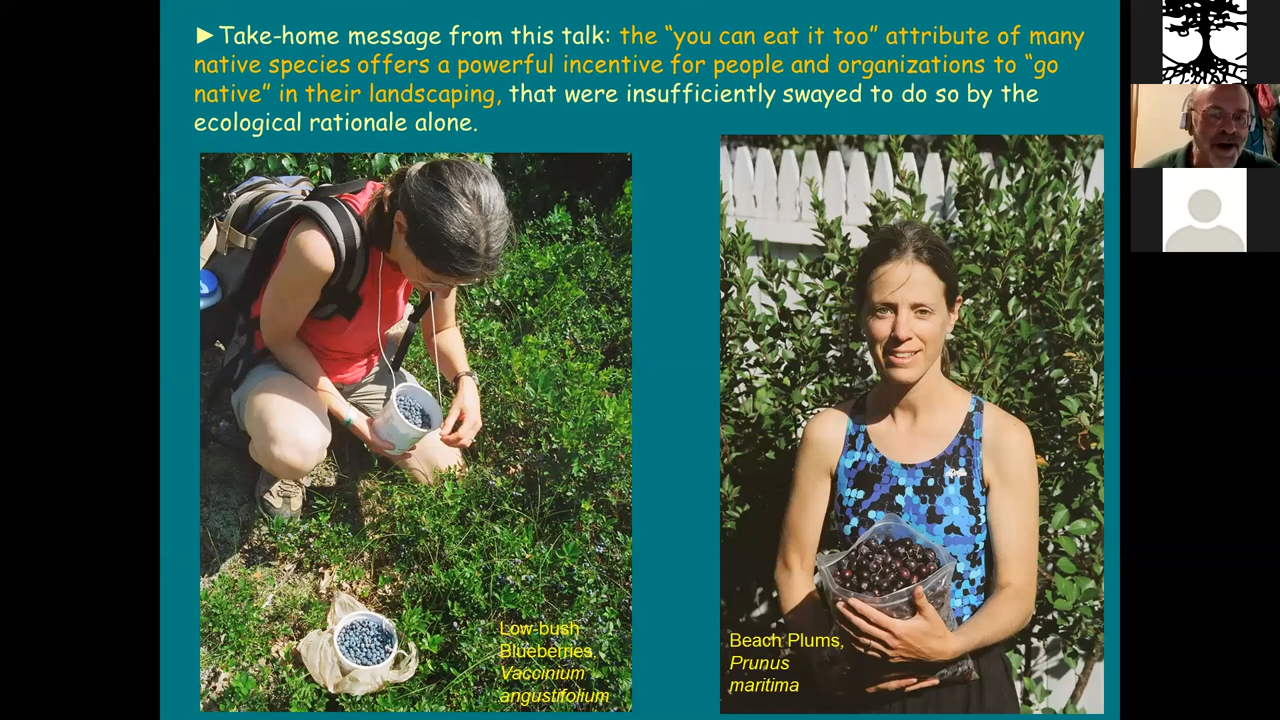 ►Take-home message from this talk: the “you can eat it too” attribute of many
native species offers a powerful incentive for people and organizations to “go
native” in their landscaping, that were insufficiently swayed to do so by the
ecological rationale alone.
Low-bush
Blueberries,
Vaccinium
angustifolium
Beach Plums,
Prunus
maritima